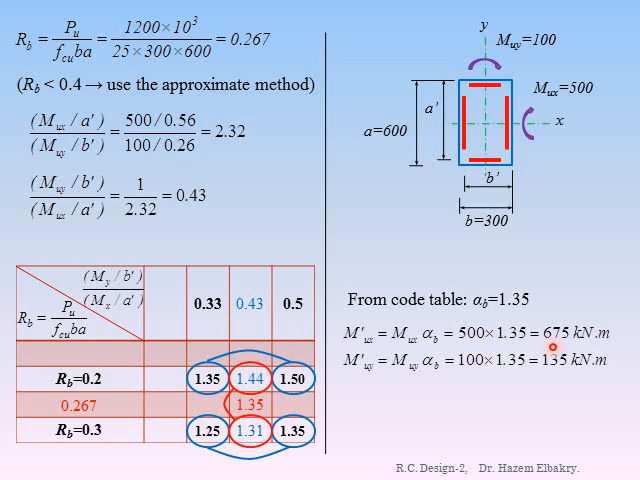 R_b = P_u / f_cu ba = 1200×10³ / 25×300×600 = 0.267
(R_b < 0.4 → use the approximate method)
(M_ux / a') / (M_uy / b') = 500 / 0.56 / 100 / 0.26 = 2.32
(M_uy / b') / (M_ux / a') = 1 / 2.32 = 0.43
R_b = P_u / f_cu ba (M_y / b') / (M_x / a') 0.33 0.43 0.5
R_b=0.2 1.35 1.44 1.50
0.267 1.35
R_b=0.3 1.25 1.31 1.35
y
M_uy=100
M_ux=500
a'
x
a=600
b'
b=300
From code table: α_b=1.35
M'_ux = M_ux α_b = 500×1.35 = 675 kN.m
M'_uy = M_uy α_b = 100×1.35 = 135 kN.m
R.C. Design-2, Dr. Hazem Elbakry.